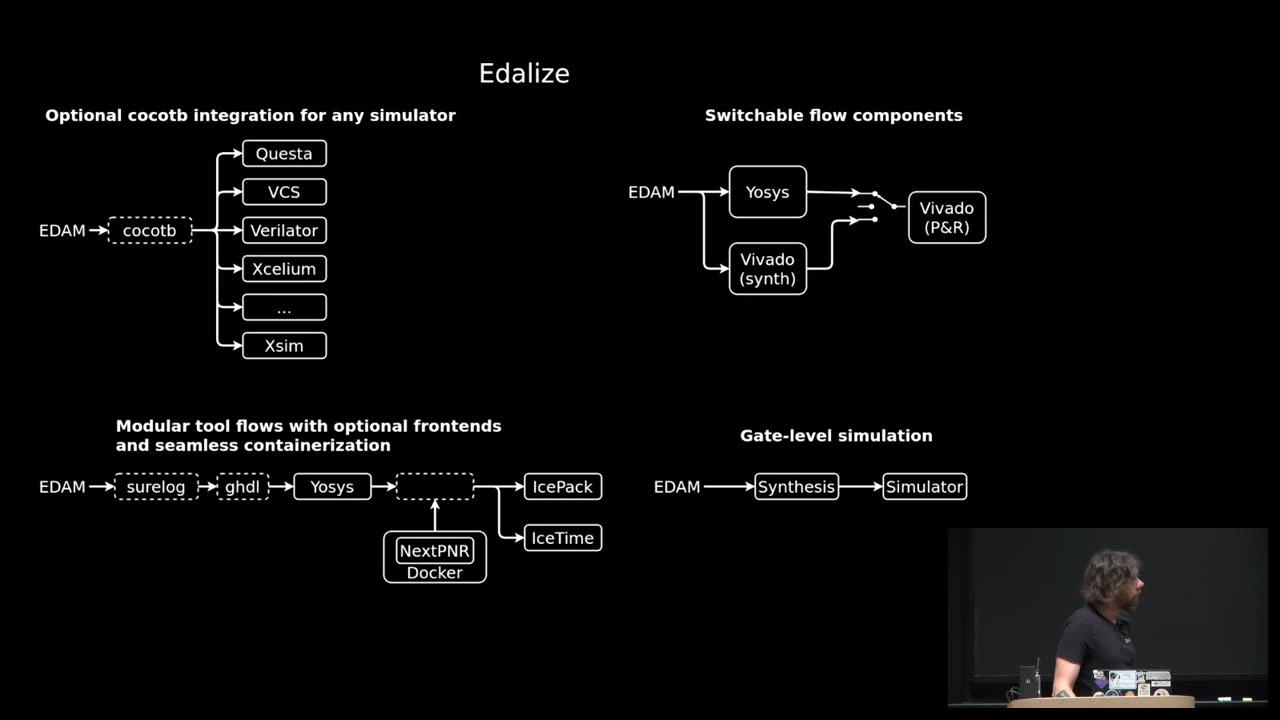 Edalize
Optional cocotb integration for any simulator
EDAM
cocotb
Questa
VCS
Verilator
Xcelium
...
Xsim
Switchable flow components
EDAM
Yosys
Vivado
(synth)
Vivado
(P&R)
Modular tool flows with optional frontends
and seamless containerization
EDAM
surelog
ghdl
Yosys
NextPNR
Docker
IcePack
IceTime
Gate-level simulation
EDAM
Synthesis
Simulator